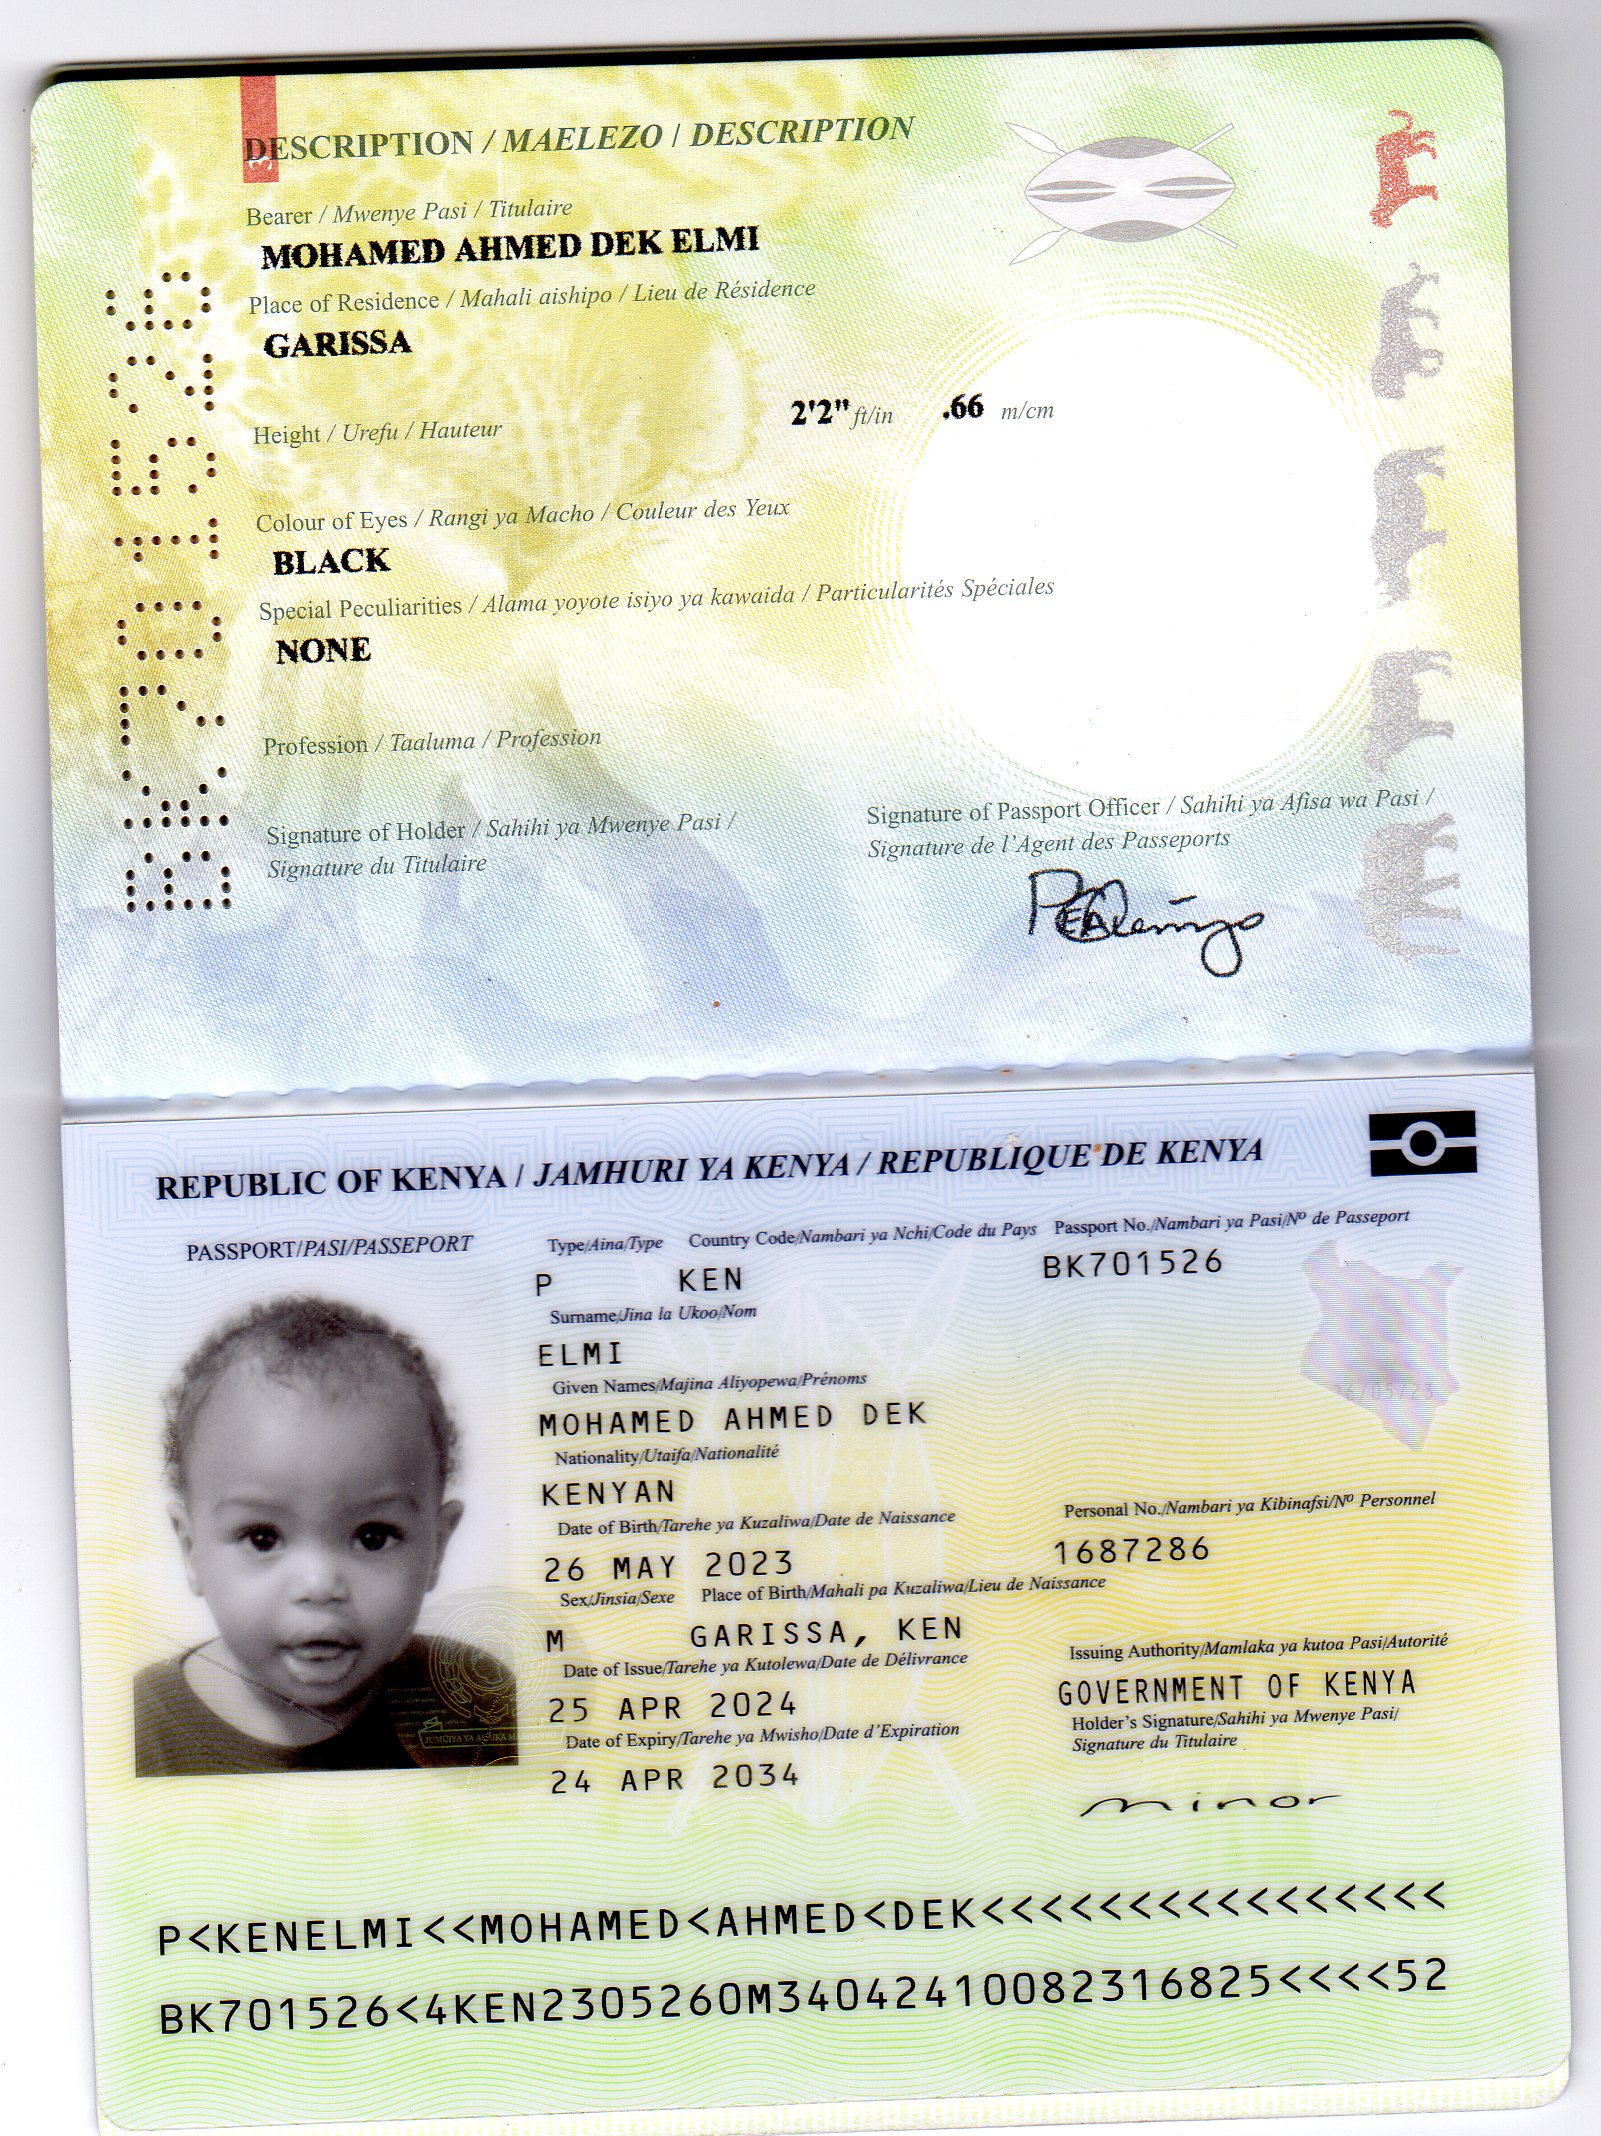 DESCRIPTION / MAELEZO / DESCRIPTION
Bearer / Mwenye Pasi / Titulaire
MOHAMED AHMED DEK ELMI
Place of Residence / Mahali aishipo / Lieu de Résidence
GARISSA
Height / Urefu / Hauteur 2'2" ft/in .66 m/cm
Colour of Eyes / Rangi ya Macho / Couleur des Yeux
BLACK
Special Peculiarities / Alama yoyote isiyo ya kawaida / Particularités Spéciales
NONE
Profession / Taaluma / Profession
Signature of Holder / Sahihi ya Mwenye Pasi /
Signature du Titulaire
Signature of Passport Officer / Sahihi ya Afisa wa Pasi /
Signature de l'Agent des Passeports
BK701526
3
REPUBLIC OF KENYA / JAMHURI YA KENYA / REPUBLIQUE DE KENYA
PASSPORT/PASI/PASSEPORT
Type/Aina/Type Country Code/Nambari ya Nchi/Code du Pays Passport No./Nambari ya Pasi/Nº de Passeport
P KEN BK701526
Surname/Jina la Ukoo/Nom
ELMI
Given Names/Majina Aliyopewa/Prénoms
MOHAMED AHMED DEK
Nationality/Utaifa/Nationalité
KENYAN
Date of Birth/Tarehe ya Kuzaliwa/Date de Naissance Personal No./Nambari ya Kibinafsi/Nº Personnel
26 MAY 2023 1687286
Sex/Jinsia/Sexe Place of Birth/Mahali pa Kuzaliwa/Lieu de Naissance
M GARISSA, KEN
Date of Issue/Tarehe ya Kutolewa/Date de Délivrance Issuing Authority/Mamlaka ya kutoa Pasi/Autorité
25 APR 2024 GOVERNMENT OF KENYA
Date of Expiry/Tarehe ya Mwisho/Date d'Expiration Holder's Signature/Sahihi ya Mwenye Pasi/
Signature du Titulaire
24 APR 2034
minor
P<KENELMI<<MOHAMED<AHMED<DEK<<<<<<<<<<<<<<<<
BK701526<4KEN2305260M34042410082316825<<<<52